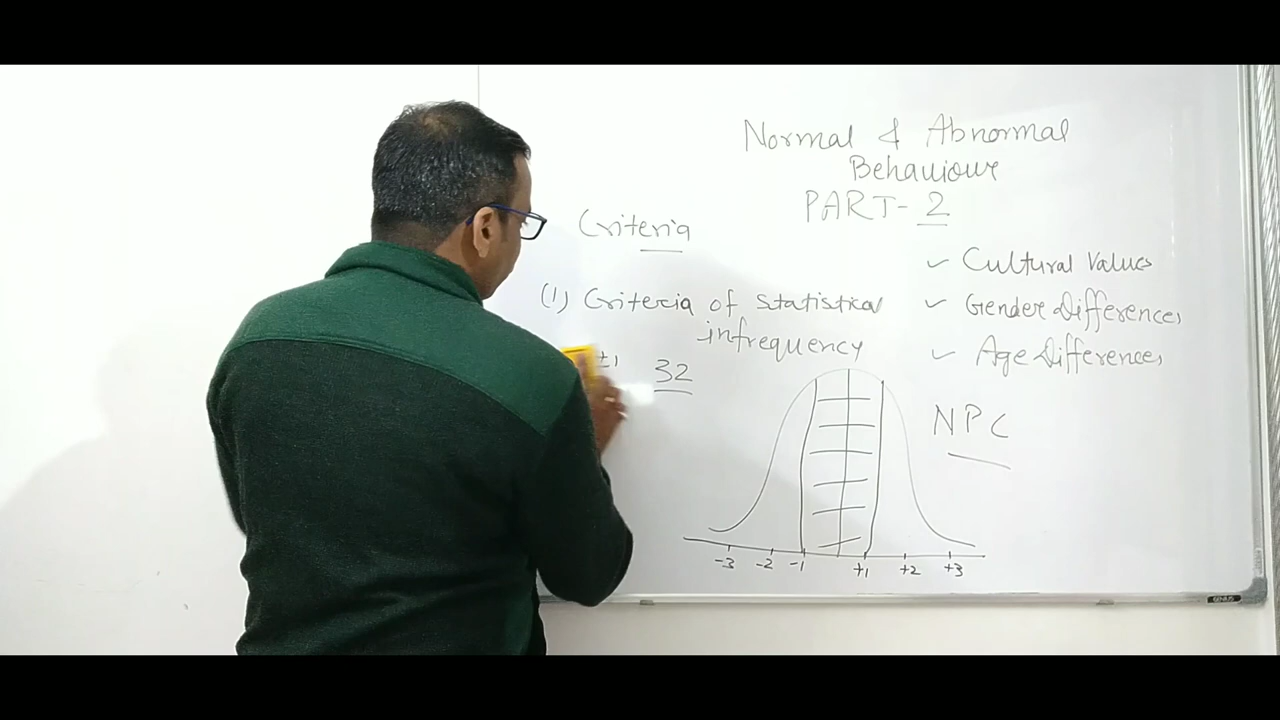 Normal & Abnormal
Behaviour
PART-2
Criteria
(1) Criteria of Statistical
infrequency
±1 32
✓ Cultural Values
✓ Gender Differences
✓ Age Differences
NPC
-3 -2 -1 +1 +2 +3